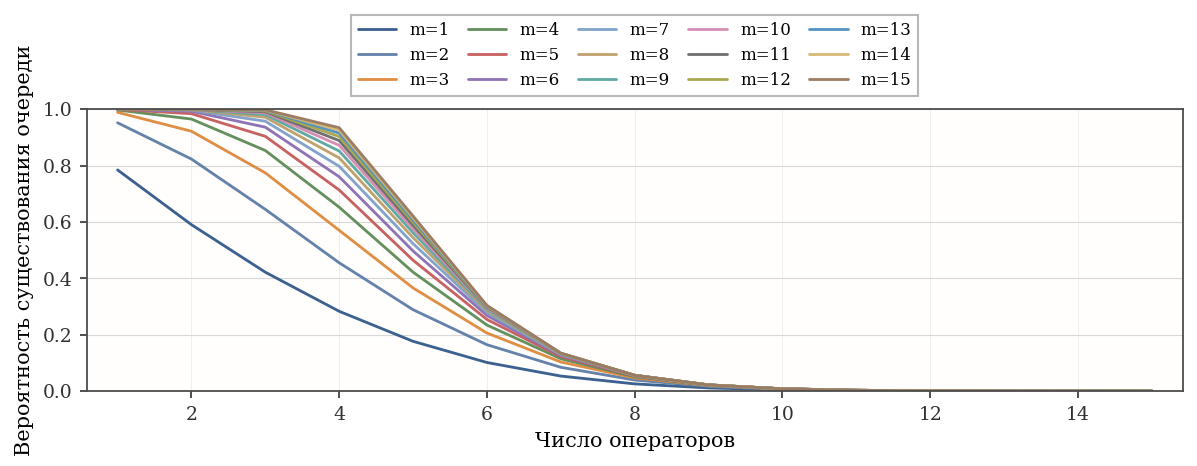 m=1 m=4 m=7 m=10 m=13
m=2 m=5 m=8 m=11 m=14
m=3 m=6 m=9 m=12 m=15
Вероятность существования очереди
1.0
0.8
0.6
0.4
0.2
0.0
2 4 6 8 10 12 14
Число операторов